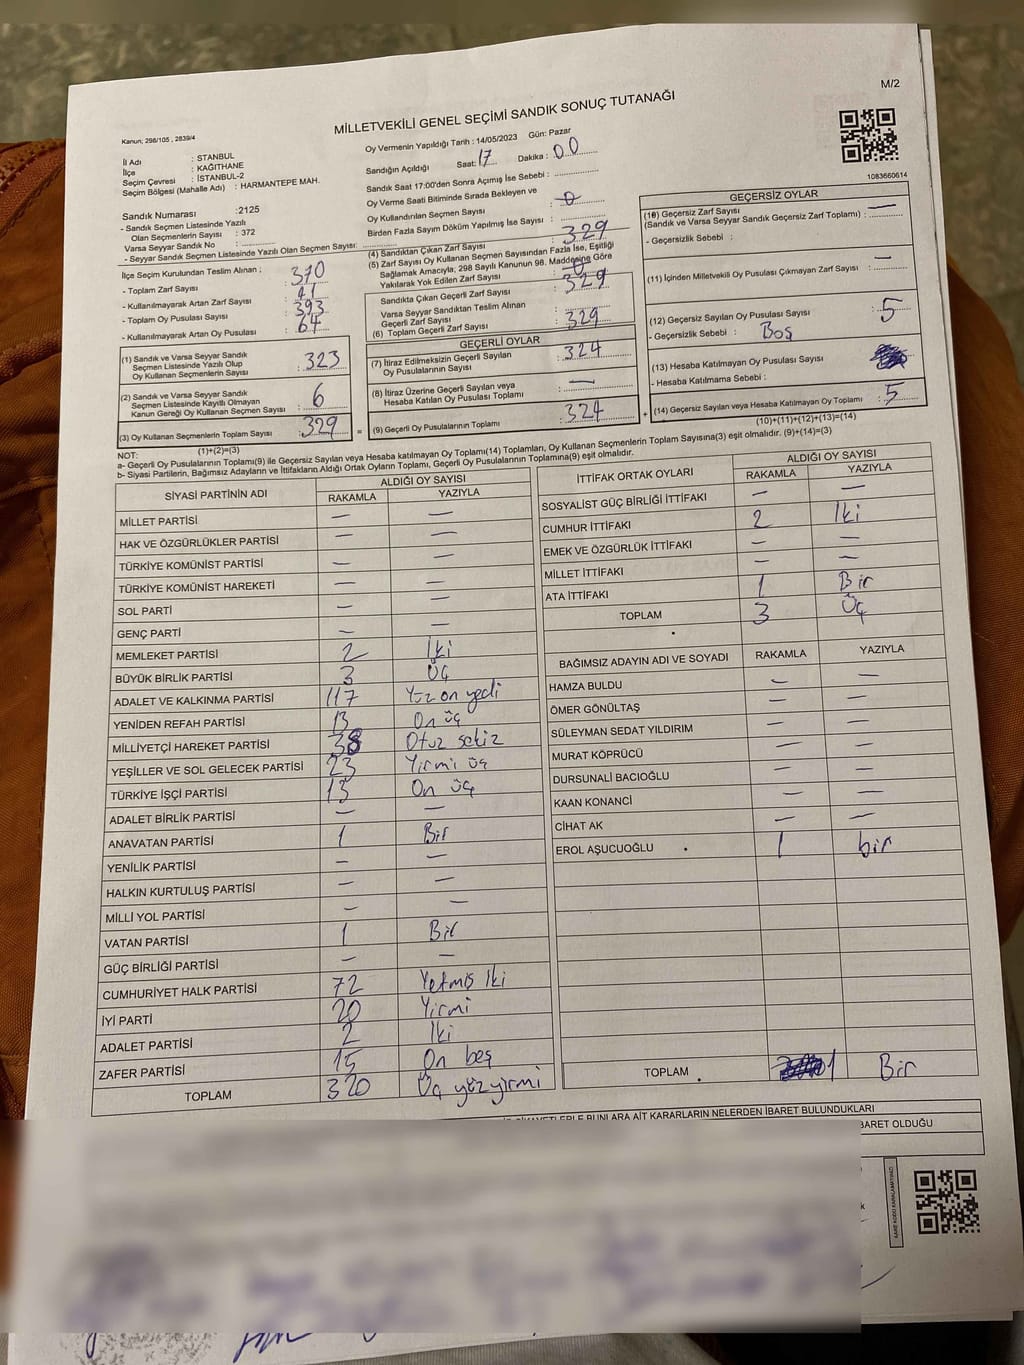 M/2
MİLLETVEKİLİ GENEL SEÇİMİ SANDIK SONUÇ TUTANAĞI
Kanun; 298/105 , 2839/4
Oy Vermenin Yapıldığı Tarih : 14/05/2023 Gün: Pazar
İl Adı : STANBUL
İlçe : KAĞITHANE
Seçim Çevresi : İSTANBUL-2
Seçim Bölgesi (Mahalle Adı) : HARMANTEPE MAH.
Sandığın Açıldığı Saat: 17 Dakika : 00
Sandık Saat 17:00'den Sonra Açımış İse Sebebi :
Oy Verme Saati Bitiminde Sırada Bekleyen ve
Oy Kullandırılan Seçmen Sayısı : 0
Birden Fazla Sayım Döküm Yapılmış İse Sayısı :
1083660614
Sandık Numarası :2125
- Sandık Seçmen Listesinde Yazılı
Olan Seçmenlerin Sayısı : 372
Varsa Seyyar Sandık No :
- Seyyar Sandık Seçmen Listesinde Yazılı Olan Seçmen Sayısı:
İlçe Seçim Kurulundan Teslim Alınan ;
- Toplam Zarf Sayısı : 370
- Kullanılmayarak Artan Zarf Sayısı : 41
- Toplam Oy Pusulası Sayısı : 393
- Kullanılmayarak Artan Oy Pusulası : 64
(1) Sandık ve Varsa Seyyar Sandık
Seçmen Listesinde Yazılı Olup
Oy Kullanan Seçmenlerin Sayısı : 323
(2) Sandık ve Varsa Seyyar Sandık
Seçmen Listesinde Kayıtlı Olmayan
Kanun Gereği Oy Kullanan Seçmen Sayısı : 6
(3) Oy Kullanan Seçmenlerin Toplam Sayısı : 329
(1)+(2)=(3)
(4) Sandıktan Çıkan Zarf Sayısı : 329
(5) Zarf Sayısı Oy Kullanan Seçmen Sayısından Fazla İse, Eşitliği
Sağlamak Amacıyla; 298 Sayılı Kanunun 98. Maddesine Göre
Yakılarak Yok Edilen Zarf Sayısı : 0
Sandıkta Çıkan Geçerli Zarf Sayısı : 329
Varsa Seyyar Sandıktan Teslim Alınan
Geçerli Zarf Sayısı :
(6) Toplam Geçerli Zarf Sayısı : 329
GEÇERLİ OYLAR
(7) İtiraz Edilmeksizin Geçerli Sayılan
Oy Pusulalarının Sayısı : 324
(8) İtiraz Üzerine Geçerli Sayılan veya
Hesaba Katılan Oy Pusulası Toplamı : —
(9) Geçerli Oy Pusulalarının Toplamı : 324
GEÇERSİZ OYLAR
(10) Geçersiz Zarf Sayısı
(Sandık ve Varsa Seyyar Sandık Geçersiz Zarf Toplamı) : —
- Geçersizlik Sebebi :
(11) İçinden Milletvekili Oy Pusulası Çıkmayan Zarf Sayısı : —
(12) Geçersiz Sayılan Oy Pusulası Sayısı : 5
- Geçersizlik Sebebi : Boş
(13) Hesaba Katılmayan Oy Pusulası Sayısı
- Hesaba Katılmama Sebebi :
(14) Geçersiz Sayılan veya Hesaba Katılmayan Oy Toplamı : 5
(10)+(11)+(12)+(13)=(14)
NOT:
a- Geçerli Oy Pusulalarının Toplamı(9) ile Geçersiz Sayılan veya Hesaba katılmayan Oy Toplamı(14) Toplamları, Oy Kullanan Seçmenlerin Toplam Sayısına(3) eşit olmalıdır. (9)+(14)=(3)
b- Siyasi Partilerin, Bağımsız Adayların ve İttifakların Aldığı Ortak Oyların Toplamı, Geçerli Oy Pusulalarının Toplamına(9) eşit olmalıdır.
SİYASİ PARTİNİN ADI ALDIĞI OY SAYISI
RAKAMLA YAZIYLA
MİLLET PARTİSİ — —
HAK VE ÖZGÜRLÜKLER PARTİSİ — —
TÜRKİYE KOMÜNİST PARTİSİ — —
TÜRKİYE KOMÜNİST HAREKETİ — —
SOL PARTİ — —
GENÇ PARTİ — —
MEMLEKET PARTİSİ 2 İki
BÜYÜK BİRLİK PARTİSİ 3 Üç
ADALET VE KALKINMA PARTİSİ 117 Yüz on yedi
YENİDEN REFAH PARTİSİ 13 On üç
MİLLİYETÇİ HAREKET PARTİSİ 38 Otuz sekiz
YEŞİLLER VE SOL GELECEK PARTİSİ 23 Yirmi üç
TÜRKİYE İŞÇİ PARTİSİ 13 On üç
ADALET BİRLİK PARTİSİ — —
ANAVATAN PARTİSİ 1 Bir
YENİLİK PARTİSİ — —
HALKIN KURTULUŞ PARTİSİ — —
MİLLİ YOL PARTİSİ — —
VATAN PARTİSİ 1 Bir
GÜÇ BİRLİĞİ PARTİSİ — —
CUMHURİYET HALK PARTİSİ 72 Yetmiş İki
İYİ PARTİ 20 Yirmi
ADALET PARTİSİ 2 İki
ZAFER PARTİSİ 15 On beş
TOPLAM 320 Üç yüz yirmi
İTTİFAK ORTAK OYLARI ALDIĞI OY SAYISI
RAKAMLA YAZIYLA
SOSYALİST GÜÇ BİRLİĞİ İTTİFAKI — —
CUMHUR İTTİFAKI 2 İki
EMEK VE ÖZGÜRLÜK İTTİFAKI — —
MİLLET İTTİFAKI — —
ATA İTTİFAKI 1 Bir
TOPLAM 3 Üç
BAĞIMSIZ ADAYIN ADI VE SOYADI RAKAMLA YAZIYLA
HAMZA BULDU — —
ÖMER GÖNÜLTAŞ — —
SÜLEYMAN SEDAT YILDIRIM — —
MURAT KÖPRÜCÜ — —
DURSUNALİ BACIOĞLU — —
KAAN KONANCİ — —
CİHAT AK — —
EROL AŞUCUOĞLU 1 bir
TOPLAM 1 Bir
BUNLARA AİT KARARLARIN NELERDEN İBARET BULUNDUKLARI
BARET OLDUĞU